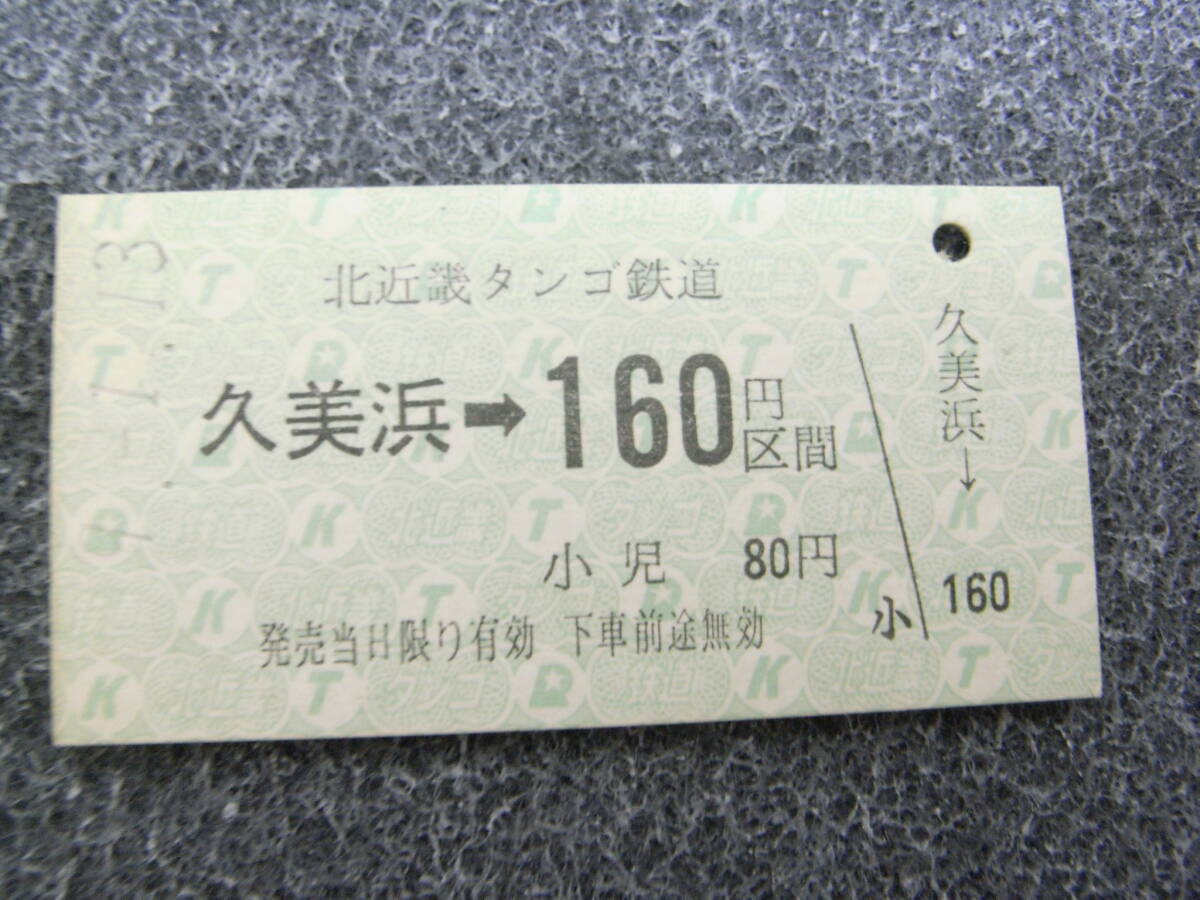 北近畿タンゴ鉄道
久美浜➡160円区間
小児 80円
発売当日限り有効 下車前途無効
小
久美浜→
160